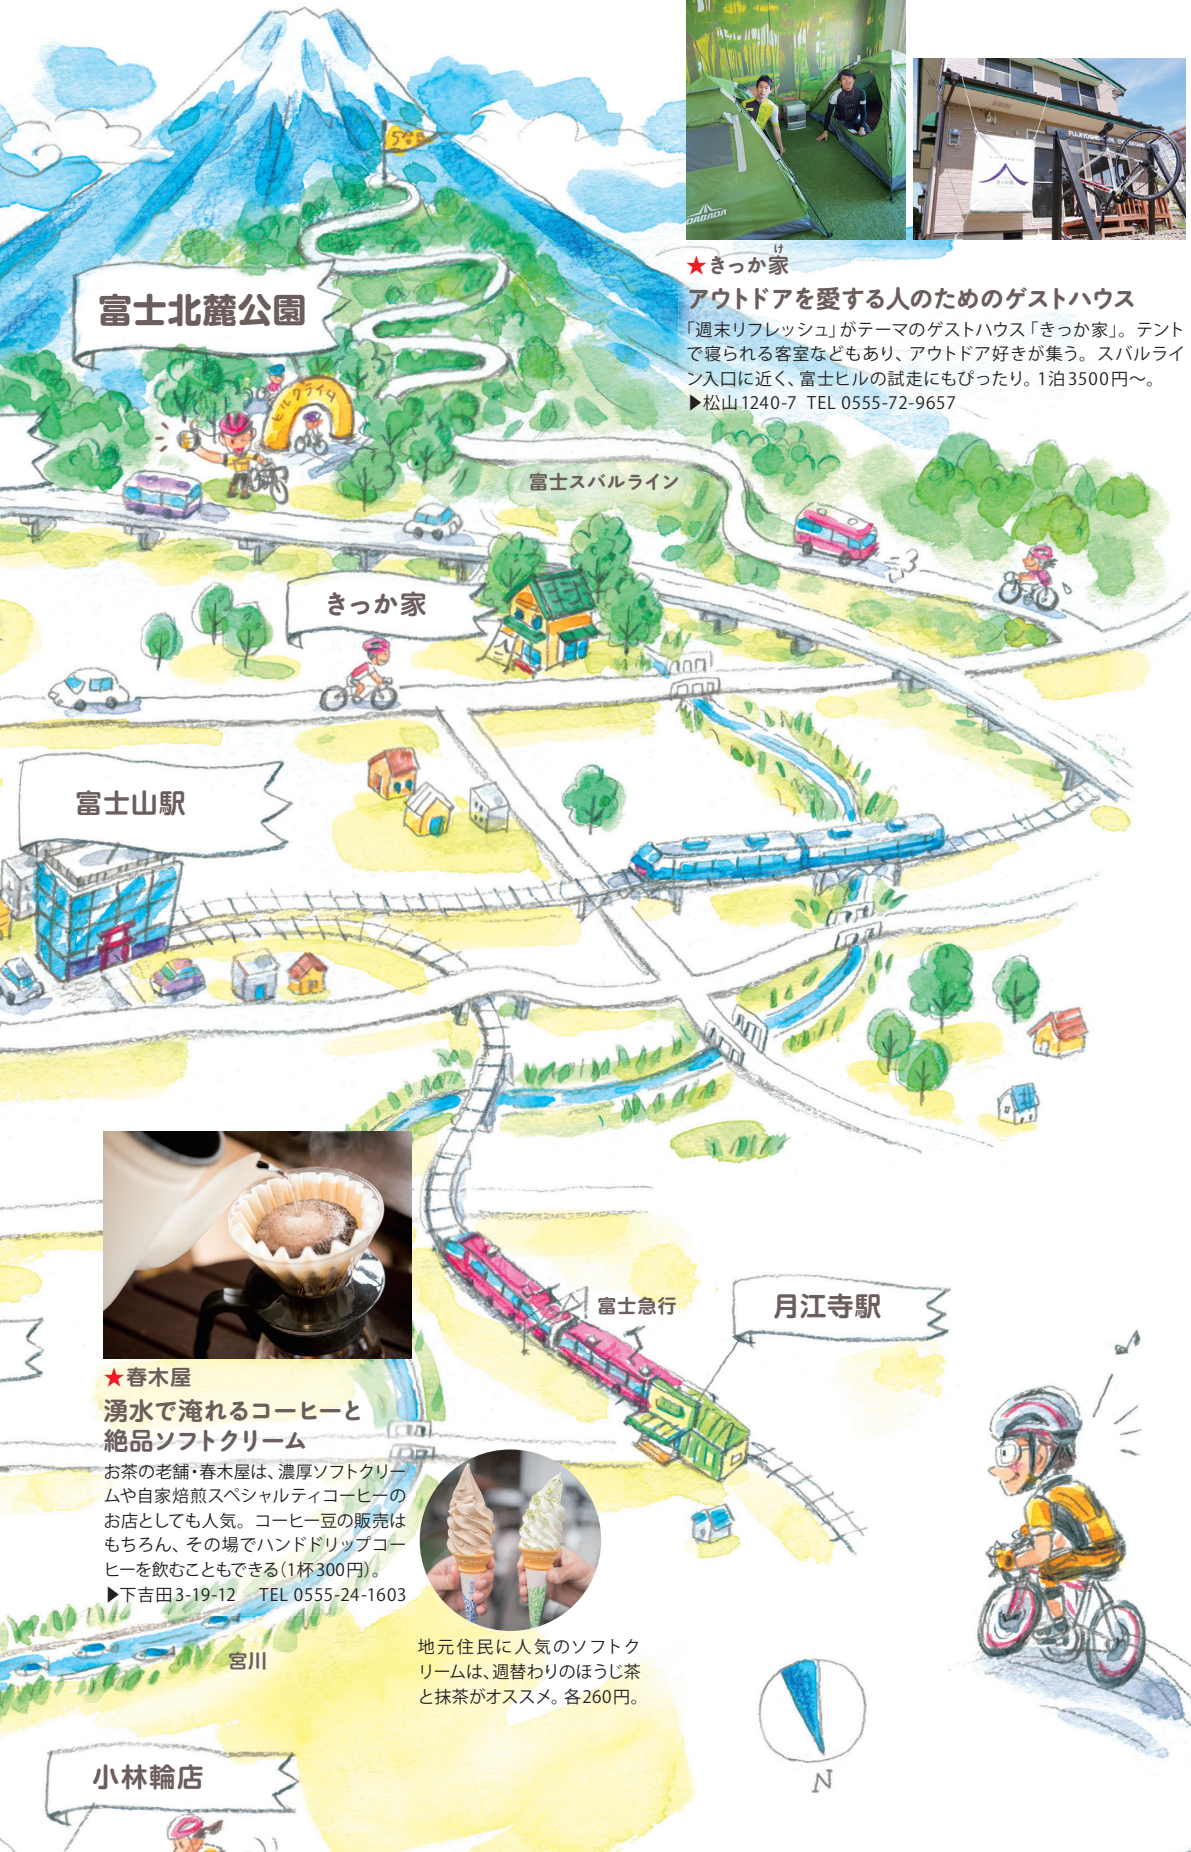 5合目
富士北麓公園
ヒルクライム
DABADA
★きっか家
け
アウトドアを愛する人のためのゲストハウス
「週末リフレッシュ」がテーマのゲストハウス「きっか家」。テント
で寝られる客室などもあり、アウトドア好きが集う。スバルライ
ン入口に近く、富士ヒルの試走にもぴったり。1泊3500円〜。
▶松山1240-7 TEL 0555-72-9657
富士スバルライン
きっか家
富士山駅
富士急行
月江寺駅
★春木屋
湧水で淹れるコーヒーと
絶品ソフトクリーム
お茶の老舗・春木屋は、濃厚ソフトクリー
ムや自家焙煎スペシャルティコーヒーの
お店としても人気。コーヒー豆の販売は
もちろん、その場でハンドドリップコー
ヒーを飲むこともできる(1杯300円)。
▶下吉田3-19-12 TEL 0555-24-1603
地元住民に人気のソフトク
リームは、週替わりのほうじ茶
と抹茶がオススメ。各260円。
宮川
N
小林輪店